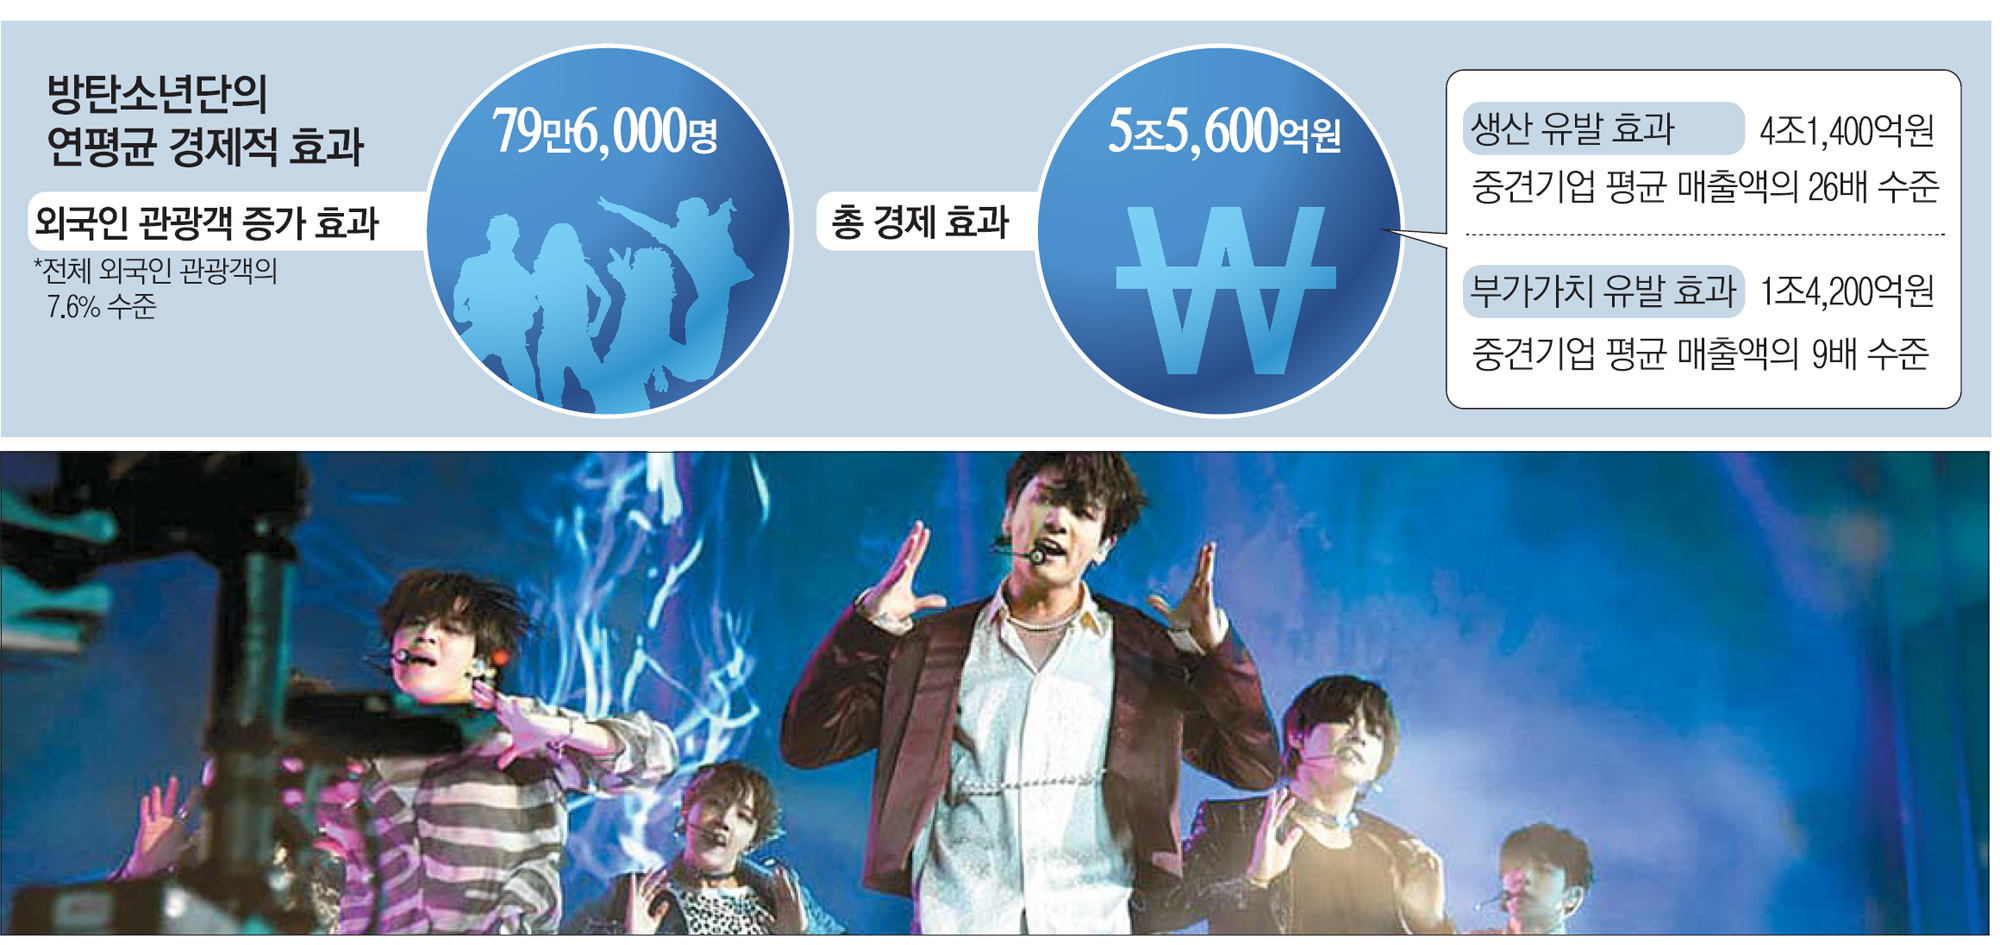 방탄소년단의
연평균 경제적 효과
외국인 관광객 증가 효과
*전체 외국인 관광객의
7.6% 수준
79만6,000명
총 경제 효과
5조5,600억원
생산 유발 효과 4조1,400억원
중견기업 평균 매출액의 26배 수준
부가가치 유발 효과 1조4,200억원
중견기업 평균 매출액의 9배 수준